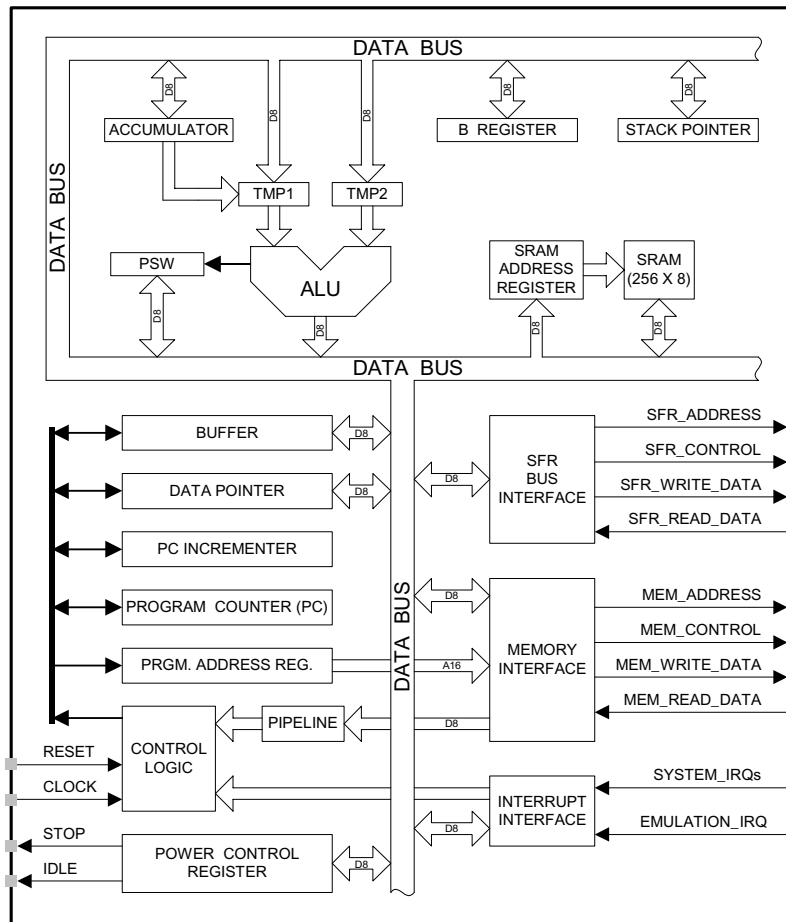 DATA BUS
D8
D8
D8
D8
D8
ACCUMULATOR
B REGISTER
STACK POINTER
DATA BUS
TMP1
TMP2
PSW
ALU
SRAM
ADDRESS
REGISTER
SRAM
(256 X 8)
D8
D8
D8
D8
DATA BUS
BUFFER
D8
DATA POINTER
D8
PC INCREMENTER
PROGRAM COUNTER (PC)
PRGM. ADDRESS REG.
A16
CONTROL
LOGIC
PIPELINE
D8
RESET
CLOCK
STOP
IDLE
POWER CONTROL
REGISTER
D8
DATA BUS
D8
SFR
BUS
INTERFACE
SFR_ADDRESS
SFR_CONTROL
SFR_WRITE_DATA
SFR_READ_DATA
D8
MEMORY
INTERFACE
MEM_ADDRESS
MEM_CONTROL
MEM_WRITE_DATA
MEM_READ_DATA
D8
INTERRUPT
INTERFACE
SYSTEM_IRQs
EMULATION_IRQ